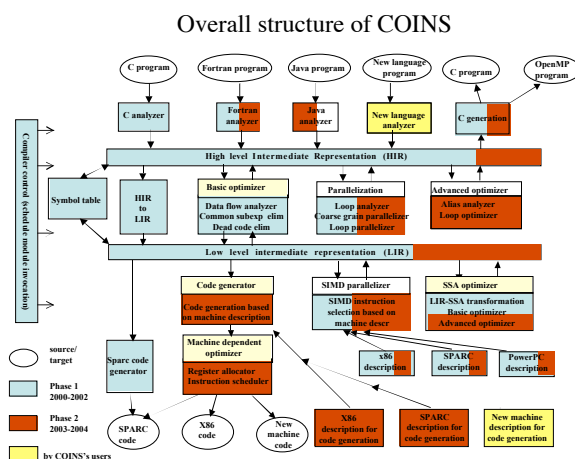 Overall structure of COINS
C program
Fortran program
Java program
New language
program
C program
OpenMP
program
C analyzer
Fortran
analyzer
Java
analyzer
New language
analyzer
C generation
Compiler control (schedule module invocation)
High level Intermediate Representation (HIR)
Symbol table
HIR
to
LIR
Basic optimizer
Data flow analyzer
Common subexp elim
Dead code elim
Parallelization
Loop analyzer
Coarse grain parallelizer
Loop parallelizer
Advanced optimizer
Alias analyzer
Loop optimizer
Low level intermediate representation (LIR)
Code generator
Code generation based
on machine description
SIMD parallelizer
SIMD instruction
selection based on
machine descr
SSA optimizer
LIR-SSA transformation
Basic optimizer
Advanced optimizer
source/
target
Sparc code
generator
Machine dependent
optimizer
Register allocator
Instruction scheduler
x86
description
SPARC
description
PowerPC
description
Phase 1
2000-2002
Phase 2
2003-2004
by COINS's users
SPARC
code
X86
code
New
machine code
X86
description for
code generation
SPARC
description for
code generation
New machine
description for
code generation